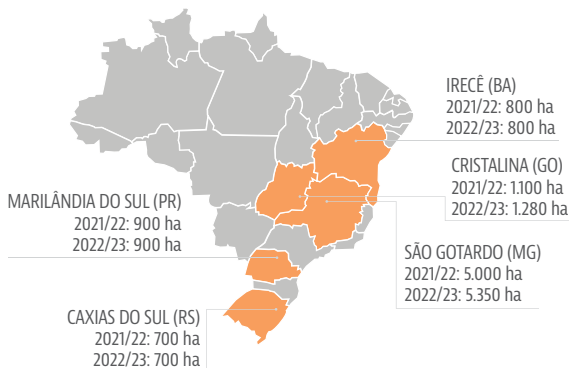 IRECÊ (BA)
2021/22: 800 ha
2022/23: 800 ha
CRISTALINA (GO)
2021/22: 1.100 ha
2022/23: 1.280 ha
MARILÂNDIA DO SUL (PR)
2021/22: 900 ha
2022/23: 900 ha
SÃO GOTARDO (MG)
2021/22: 5.000 ha
2022/23: 5.350 ha
CAXIAS DO SUL (RS)
2021/22: 700 ha
2022/23: 700 ha